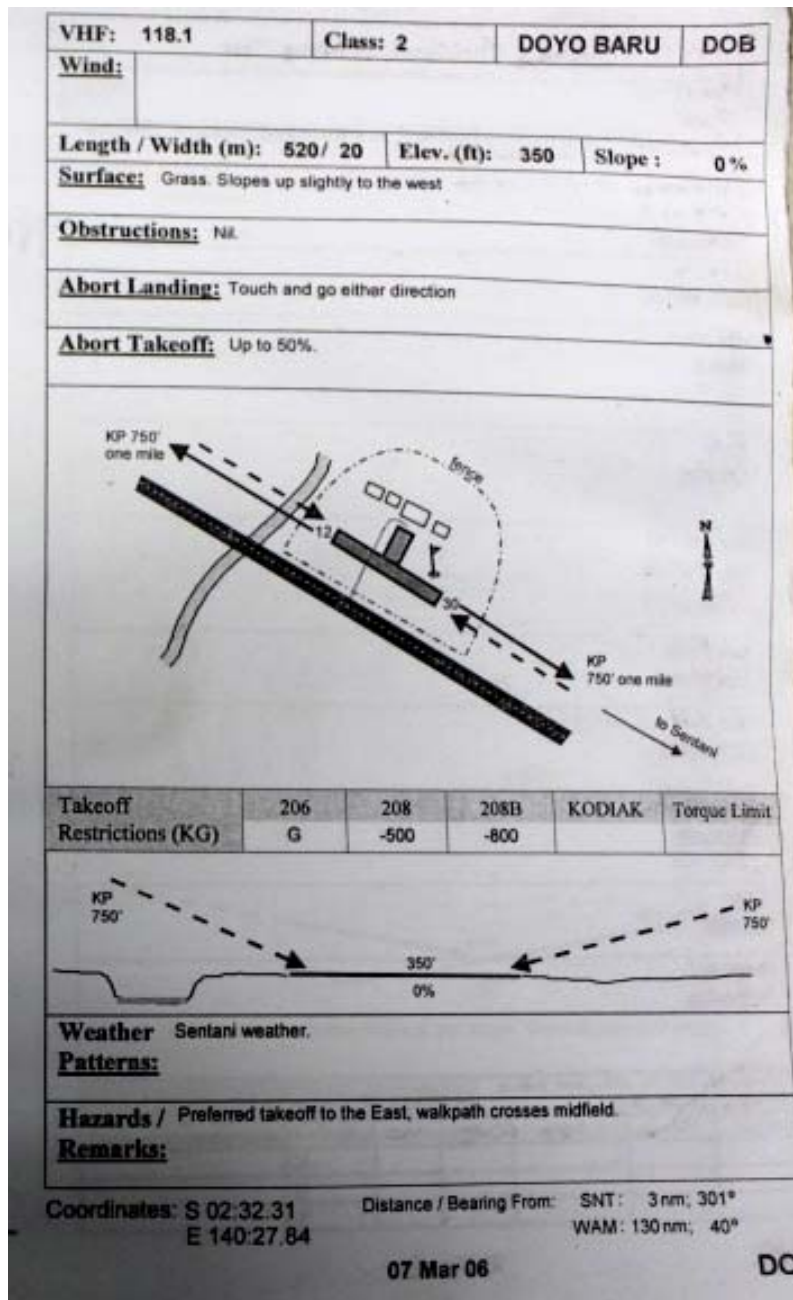 VHF: 118.1 Class: 2 DOYO BARU DOB
Wind:
Length / Width (m): 520/ 20 Elev. (ft): 350 Slope : 0 %
Surface: Grass. Slopes up slightly to the west
Obstructions: Nil.
Abort Landing: Touch and go either direction
Abort Takeoff: Up to 50%.
KP 750'
one mile
fence
12
N
30
KP
750' one mile
to Sentani
Takeoff 206 208 208B KODIAK Torque Limit
Restrictions (KG) G -500 -800
KP
750'
KP
750'
350'
0%
Weather Sentani weather.
Patterns:
Hazards / Preferred takeoff to the East, walkpath crosses midfield.
Remarks:
Coordinates: S 02:32.31 Distance / Bearing From: SNT: 3 nm; 301°
E 140:27.84 WAM: 130 nm; 40°
07 Mar 06 DO